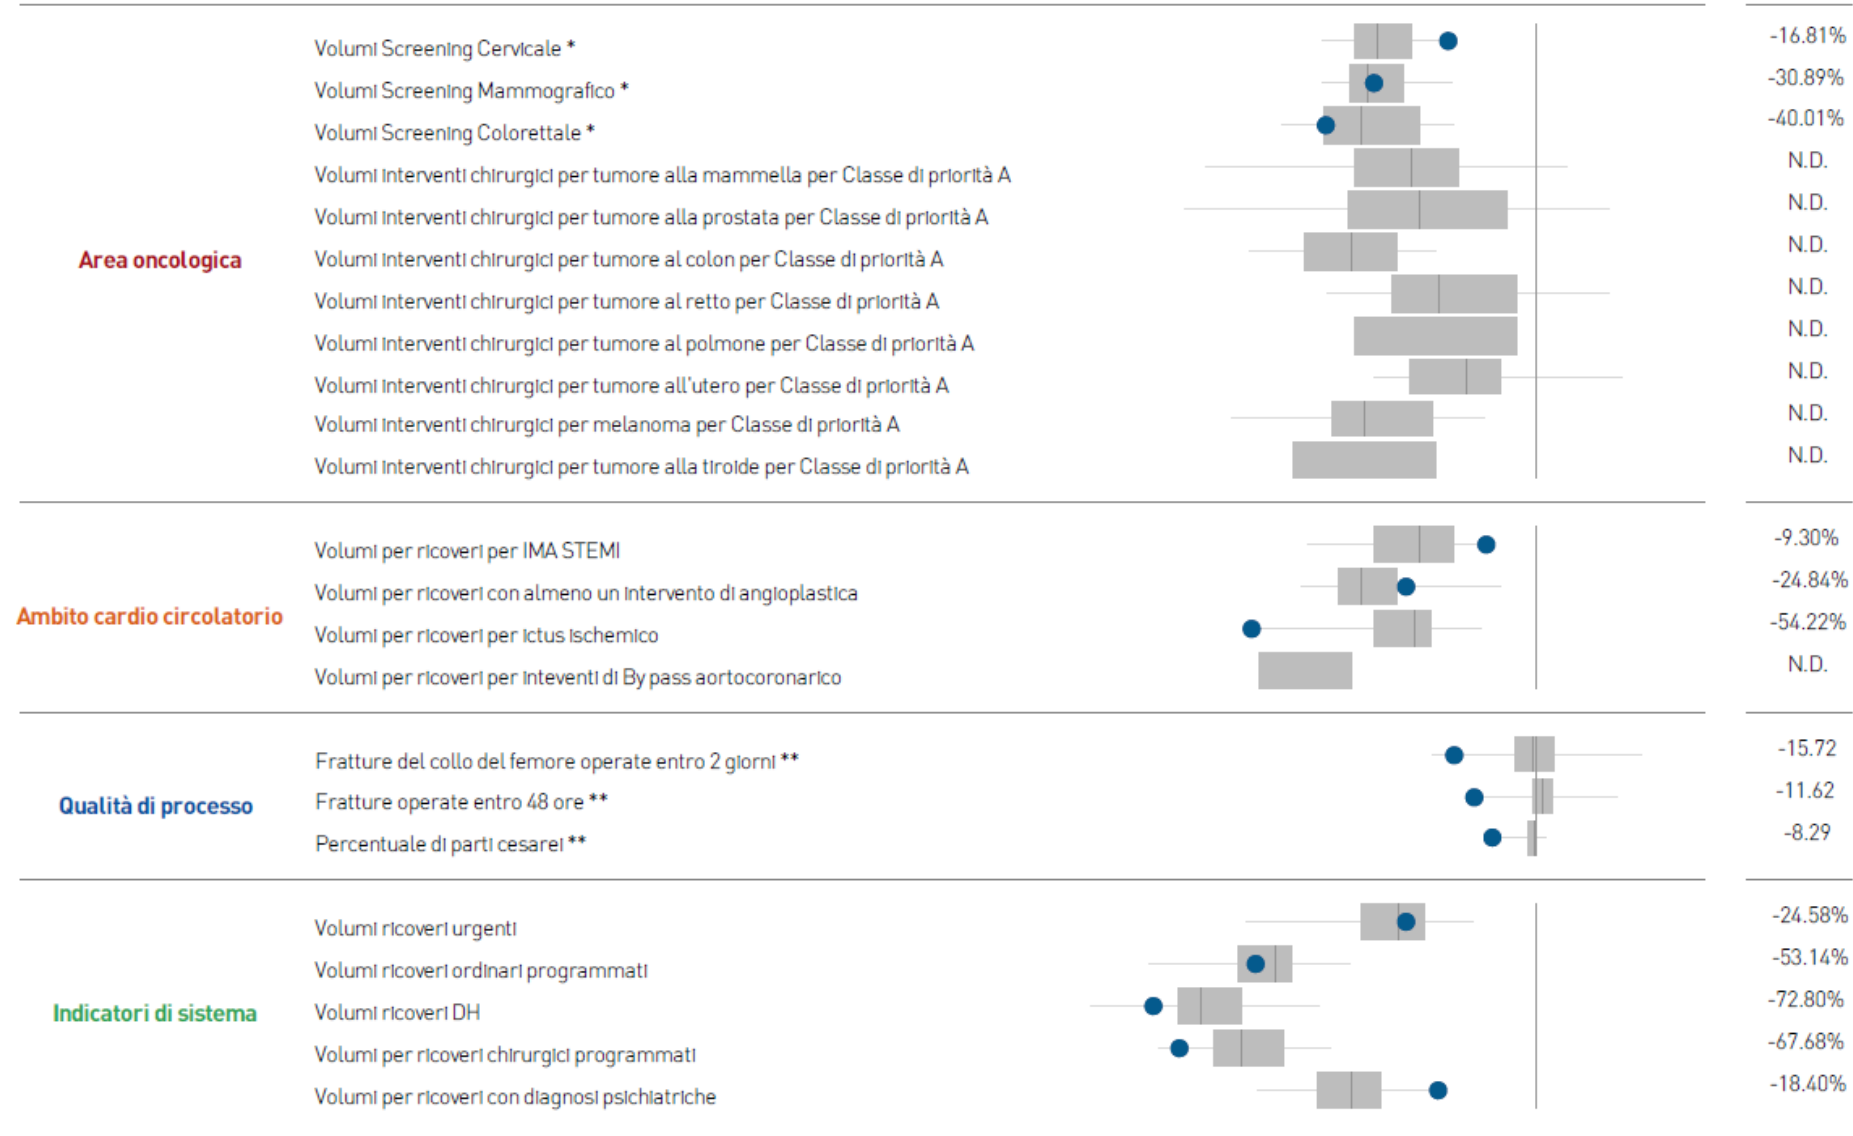 Area oncologica
Volumi Screening Cervicale * -16.81%
Volumi Screening Mammografico * -30.89%
Volumi Screening Colorettale * -40.01%
Volumi interventi chirurgici per tumore alla mammella per Classe di priorità A N.D.
Volumi interventi chirurgici per tumore alla prostata per Classe di priorità A N.D.
Volumi interventi chirurgici per tumore al colon per Classe di priorità A N.D.
Volumi interventi chirurgici per tumore al retto per Classe di priorità A N.D.
Volumi interventi chirurgici per tumore al polmone per Classe di priorità A N.D.
Volumi interventi chirurgici per tumore all'utero per Classe di priorità A N.D.
Volumi interventi chirurgici per melanoma per Classe di priorità A N.D.
Volumi interventi chirurgici per tumore alla tiroide per Classe di priorità A N.D.
Ambito cardio circolatorio
Volumi per ricoveri per IMA STEMI -9.30%
Volumi per ricoveri con almeno un intervento di angioplastica -24.84%
Volumi per ricoveri per ictus ischemico -54.22%
Volumi per ricoveri per inteventi di By pass aortocoronarico N.D.
Qualità di processo
Fratture del collo del femore operate entro 2 giorni ** -15.72
Fratture operate entro 48 ore ** -11.62
Percentuale di parti cesarei ** -8.29
Indicatori di sistema
Volumi ricoveri urgenti -24.58%
Volumi ricoveri ordinari programmati -53.14%
Volumi ricoveri DH -72.80%
Volumi per ricoveri chirurgici programmati -67.68%
Volumi per ricoveri con diagnosi psichiatriche -18.40%